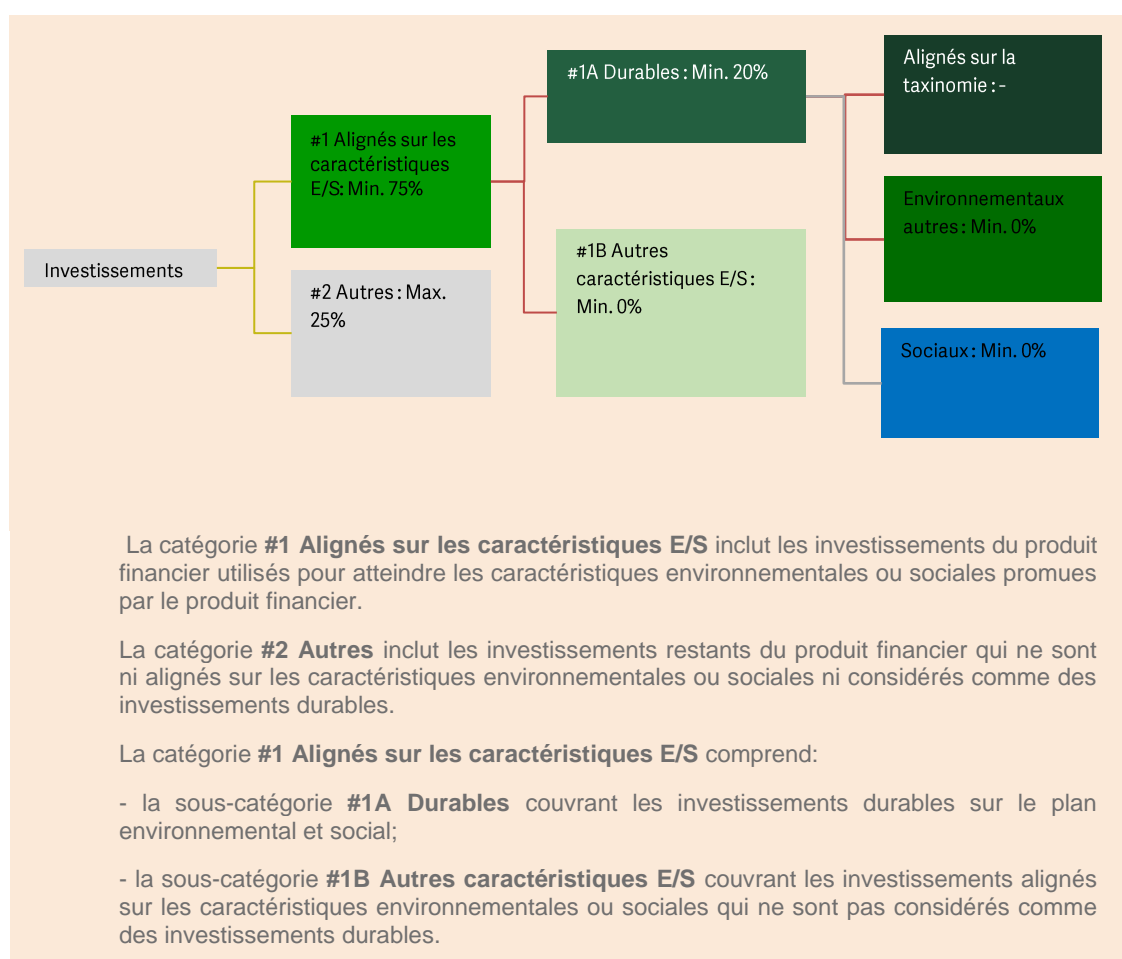 Investissements
#1 Alignés sur les
caractéristiques
E/S: Min. 75%
#2 Autres : Max.
25%
#1A Durables : Min. 20%
#1B Autres
caractéristiques E/S :
Min. 0%
Alignés sur la
taxinomie : -
Environnementaux
autres : Min. 0%
Sociaux : Min. 0%
La catégorie #1 Alignés sur les caractéristiques E/S inclut les investissements du produit
financier utilisés pour atteindre les caractéristiques environnementales ou sociales promues
par le produit financier.
La catégorie #2 Autres inclut les investissements restants du produit financier qui ne sont
ni alignés sur les caractéristiques environnementales ou sociales ni considérés comme des
investissements durables.
La catégorie #1 Alignés sur les caractéristiques E/S comprend:
- la sous-catégorie #1A Durables couvrant les investissements durables sur le plan
environnemental et social;
- la sous-catégorie #1B Autres caractéristiques E/S couvrant les investissements alignés
sur les caractéristiques environnementales ou sociales qui ne sont pas considérés comme
des investissements durables.